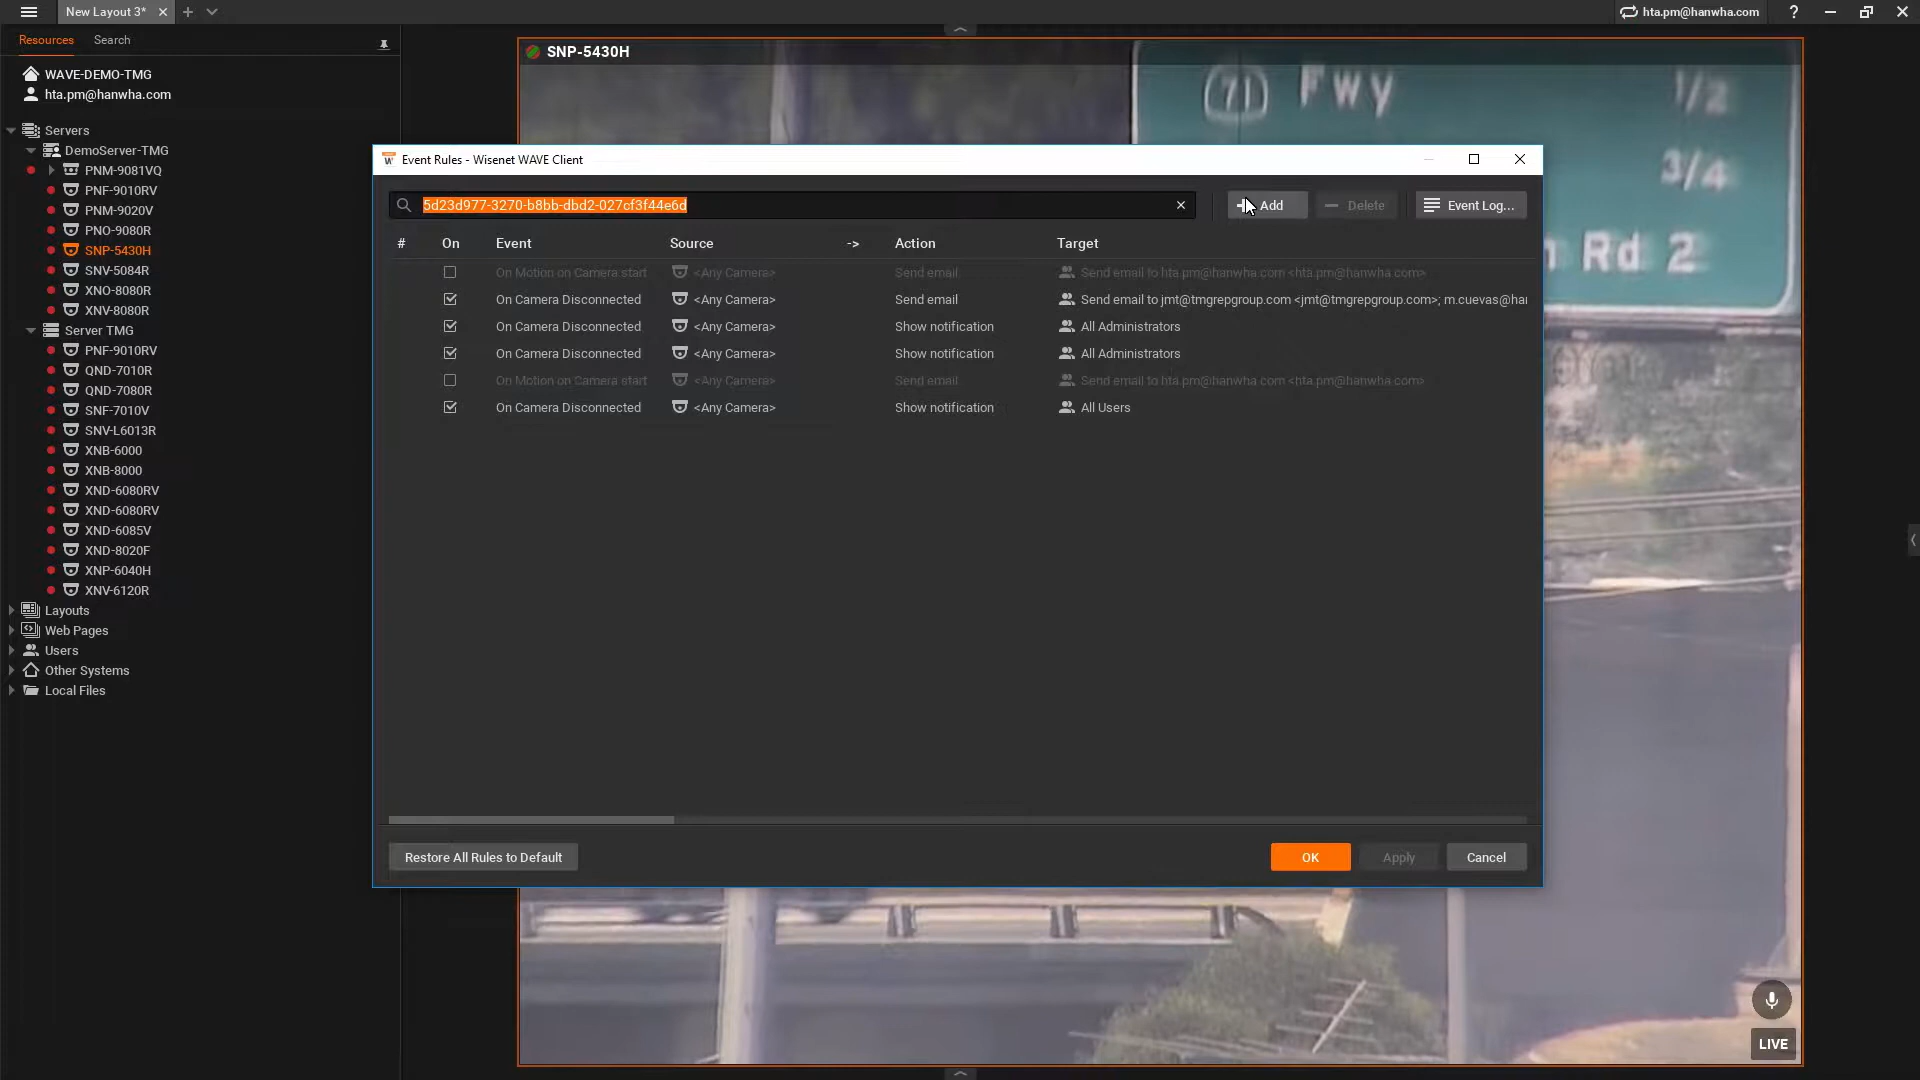 New Layout 3*
hta.pm@hanwha.com
?
Resources Search
WAVE-DEMO-TMG
hta.pm@hanwha.com
Servers
DemoServer-TMG
PNM-9081VQ
PNF-9010RV
PNM-9020V
PNO-9080R
SNP-5430H
SNV-5084R
XNO-8080R
XNV-8080R
Server TMG
PNF-9010RV
QND-7010R
QND-7080R
SNF-7010V
SNV-L6013R
XNB-6000
XNB-8000
XND-6080RV
XND-6080RV
XND-6085V
XND-8020F
XNP-6040H
XNV-6120R
Layouts
Web Pages
Users
Other Systems
Local Files
SNP-5430H
71 Fwy 1/2
3/4
Rd 2
Event Rules - Wisenet WAVE Client
5d23d977-3270-b8bb-dbd2-027cf3f44e6d
Add
Delete
Event Log...
# On Event Source -> Action Target
On Motion on Camera start <Any Camera> Send email Send email to hta.pm@hanwha.com <hta.pm@hanwha.com>
On Camera Disconnected <Any Camera> Send email Send email to jmt@tmgrepgroup.com <jmt@tmgrepgroup.com>; m.cuevas@har
On Camera Disconnected <Any Camera> Show notification All Administrators
On Camera Disconnected <Any Camera> Show notification All Administrators
On Motion on Camera start <Any Camera> Send email Send email to hta.pm@hanwha.com <hta.pm@hanwha.com>
On Camera Disconnected <Any Camera> Show notification All Users
Restore All Rules to Default
OK
Apply
Cancel
LIVE